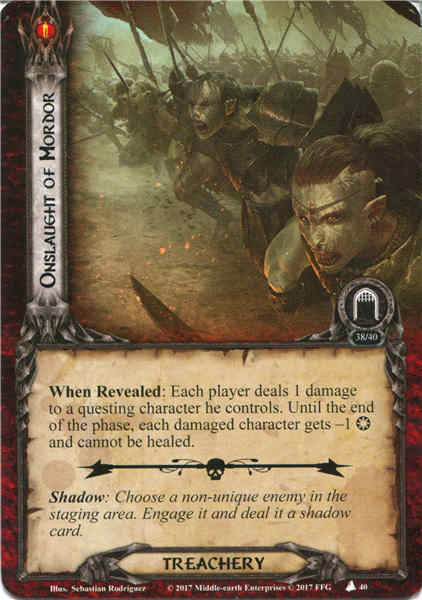 ONSLAUGHT OF MORDOR
38/40
When Revealed: Each player deals 1 damage
to a questing character he controls. Until the end
of the phase, each damaged character gets –1
and cannot be healed.
Shadow: Choose a non-unique enemy in the
staging area. Engage it and deal it a shadow
card.
TREACHERY
Illus. Sebastian Rodriguez © 2017 Middle-earth Enterprises © 2017 FFG 40